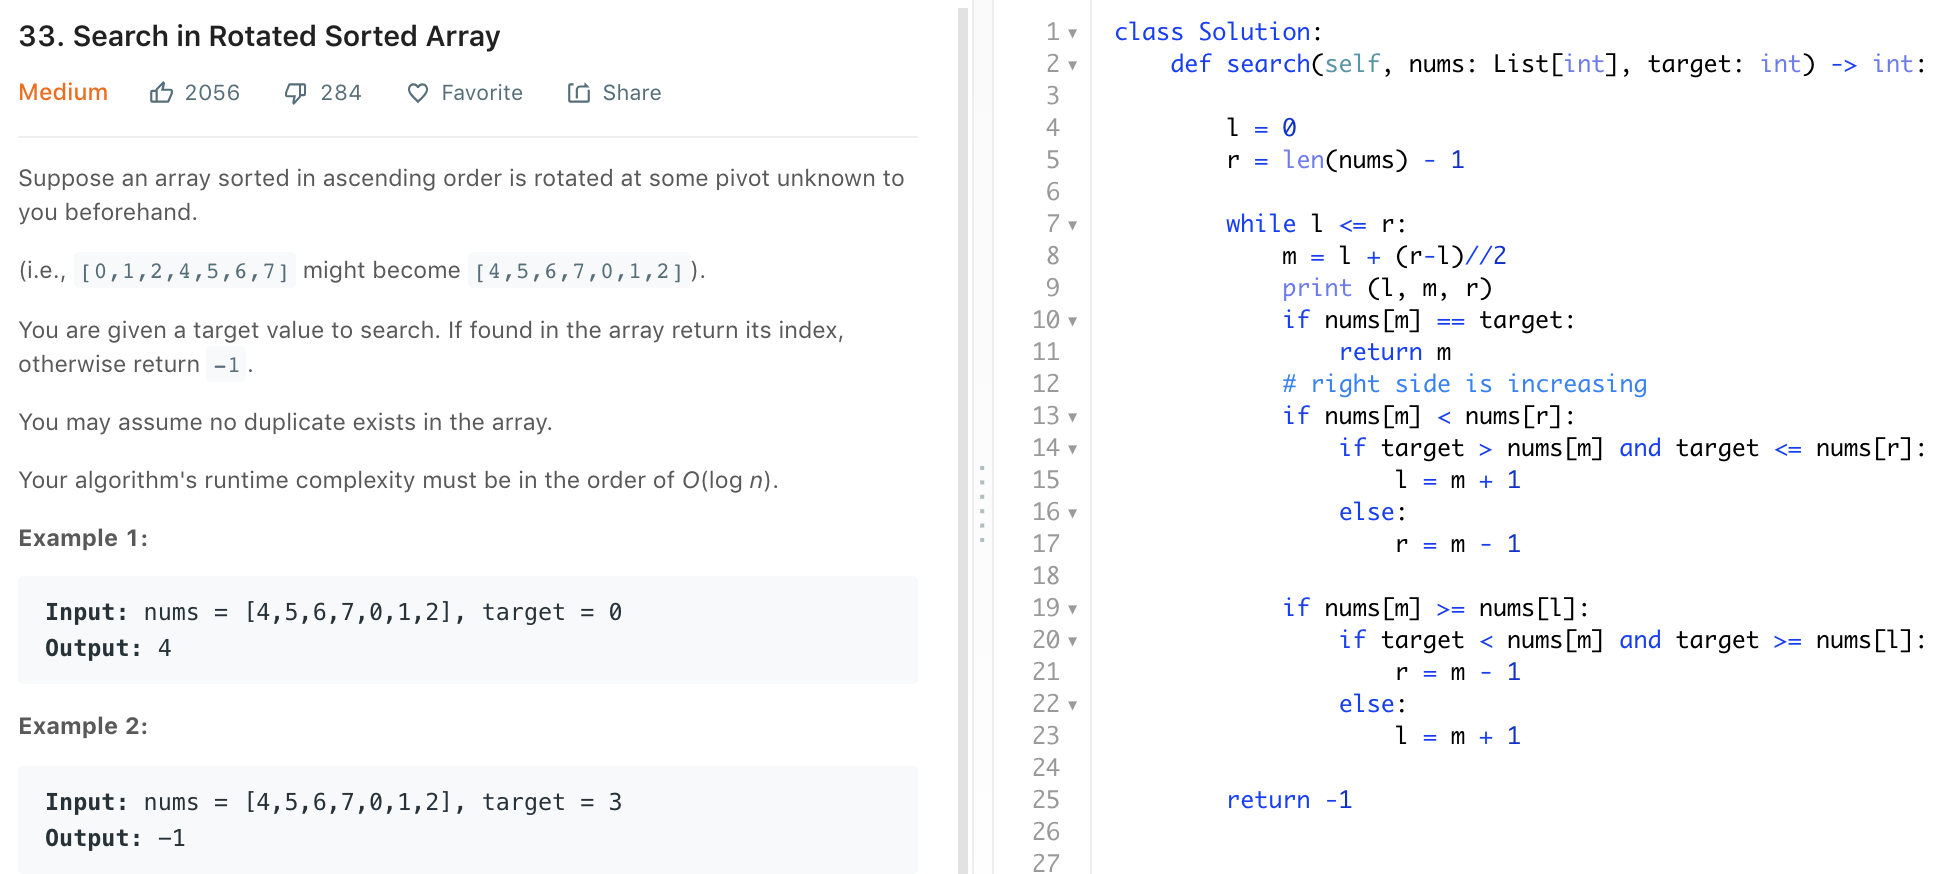 33. Search in Rotated Sorted Array
Medium 2056 284 Favorite Share
Suppose an array sorted in ascending order is rotated at some pivot unknown to
you beforehand.
(i.e., [0,1,2,4,5,6,7] might become [4,5,6,7,0,1,2]).
You are given a target value to search. If found in the array return its index,
otherwise return -1.
You may assume no duplicate exists in the array.
Your algorithm's runtime complexity must be in the order of O(log n).
Example 1:
Input: nums = [4,5,6,7,0,1,2], target = 0
Output: 4
Example 2:
Input: nums = [4,5,6,7,0,1,2], target = 3
Output: -1
1 class Solution:
2     def search(self, nums: List[int], target: int) -> int:
3
4         l = 0
5         r = len(nums) - 1
6
7         while l <= r:
8             m = l + (r-l)//2
9             print (l, m, r)
10             if nums[m] == target:
11                 return m
12             # right side is increasing
13             if nums[m] < nums[r]:
14                 if target > nums[m] and target <= nums[r]:
15                     l = m + 1
16                 else:
17                     r = m - 1
18
19             if nums[m] >= nums[l]:
20                 if target < nums[m] and target >= nums[l]:
21                     r = m - 1
22                 else:
23                     l = m + 1
24
25         return -1
26
27